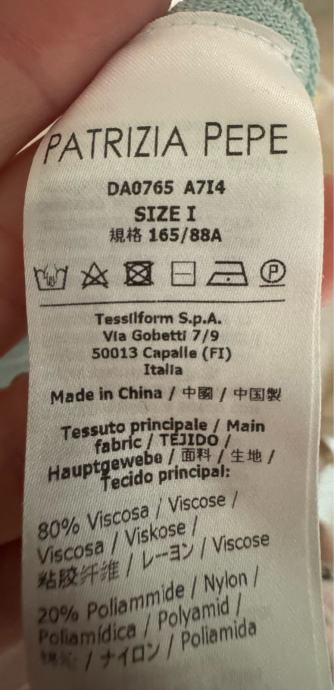 PATRIZIA PEPE
DA0765 A7I4
SIZE I
規格 165/88A
P
Tessilform S.p.A.
Via Gobetti 7/9
50013 Capalle (FI)
Italia
Made in China / 中國 / 中国製
Tessuto principale / Main
fabric / TEJIDO /
Hauptgewebe / 面料 / 生地 /
Tecido principal:
80% Viscosa / Viscose /
Viscosa / Viskose /
粘胶纤维 / レーヨン / Viscose
20% Poliammide / Nylon /
Poliamídica / Polyamid /
/ ナイロン / Poliamida